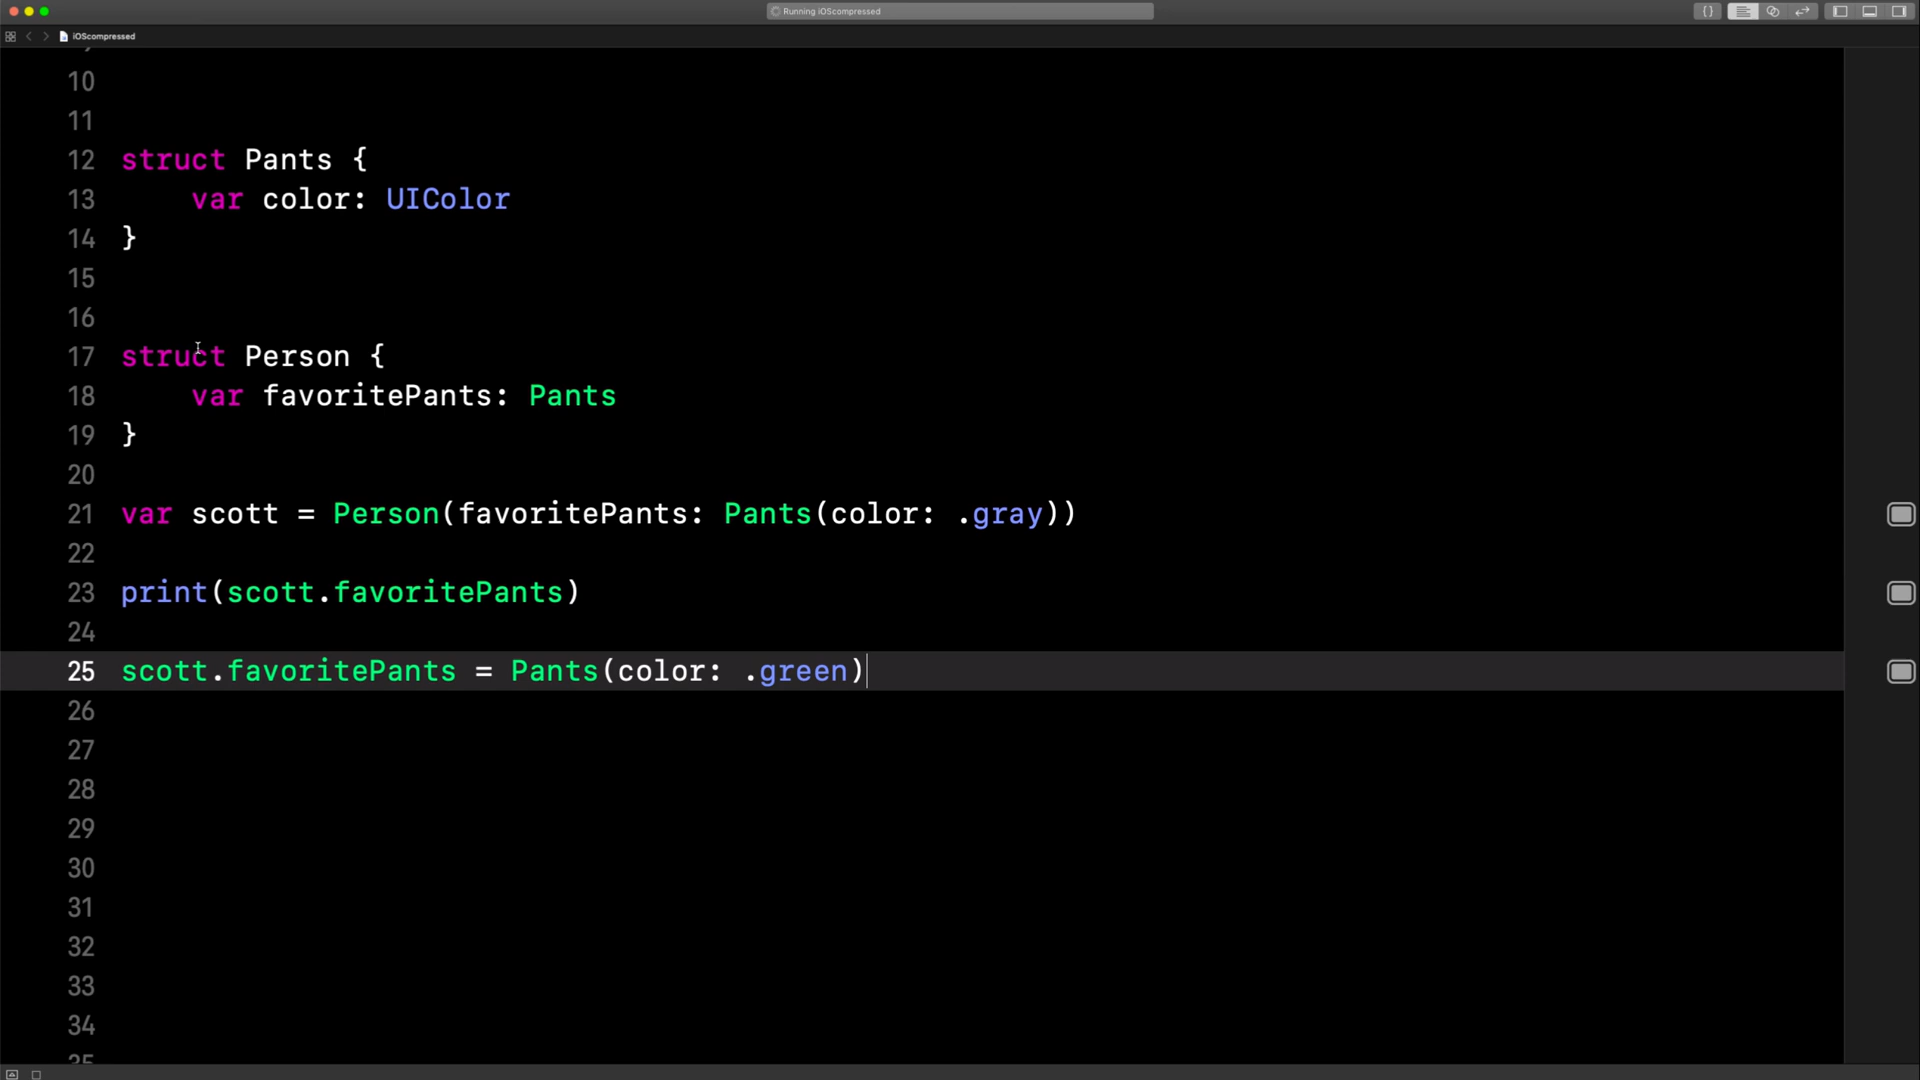 Running iOScompressed
iOScompressed
10
11
12 struct Pants {
13 var color: UIColor
14 }
15
16
17 struct Person {
18 var favoritePants: Pants
19 }
20
21 var scott = Person(favoritePants: Pants(color: .gray))
22
23 print(scott.favoritePants)
24
25 scott.favoritePants = Pants(color: .green)
26
27
28
29
30
31
32
33
34
35